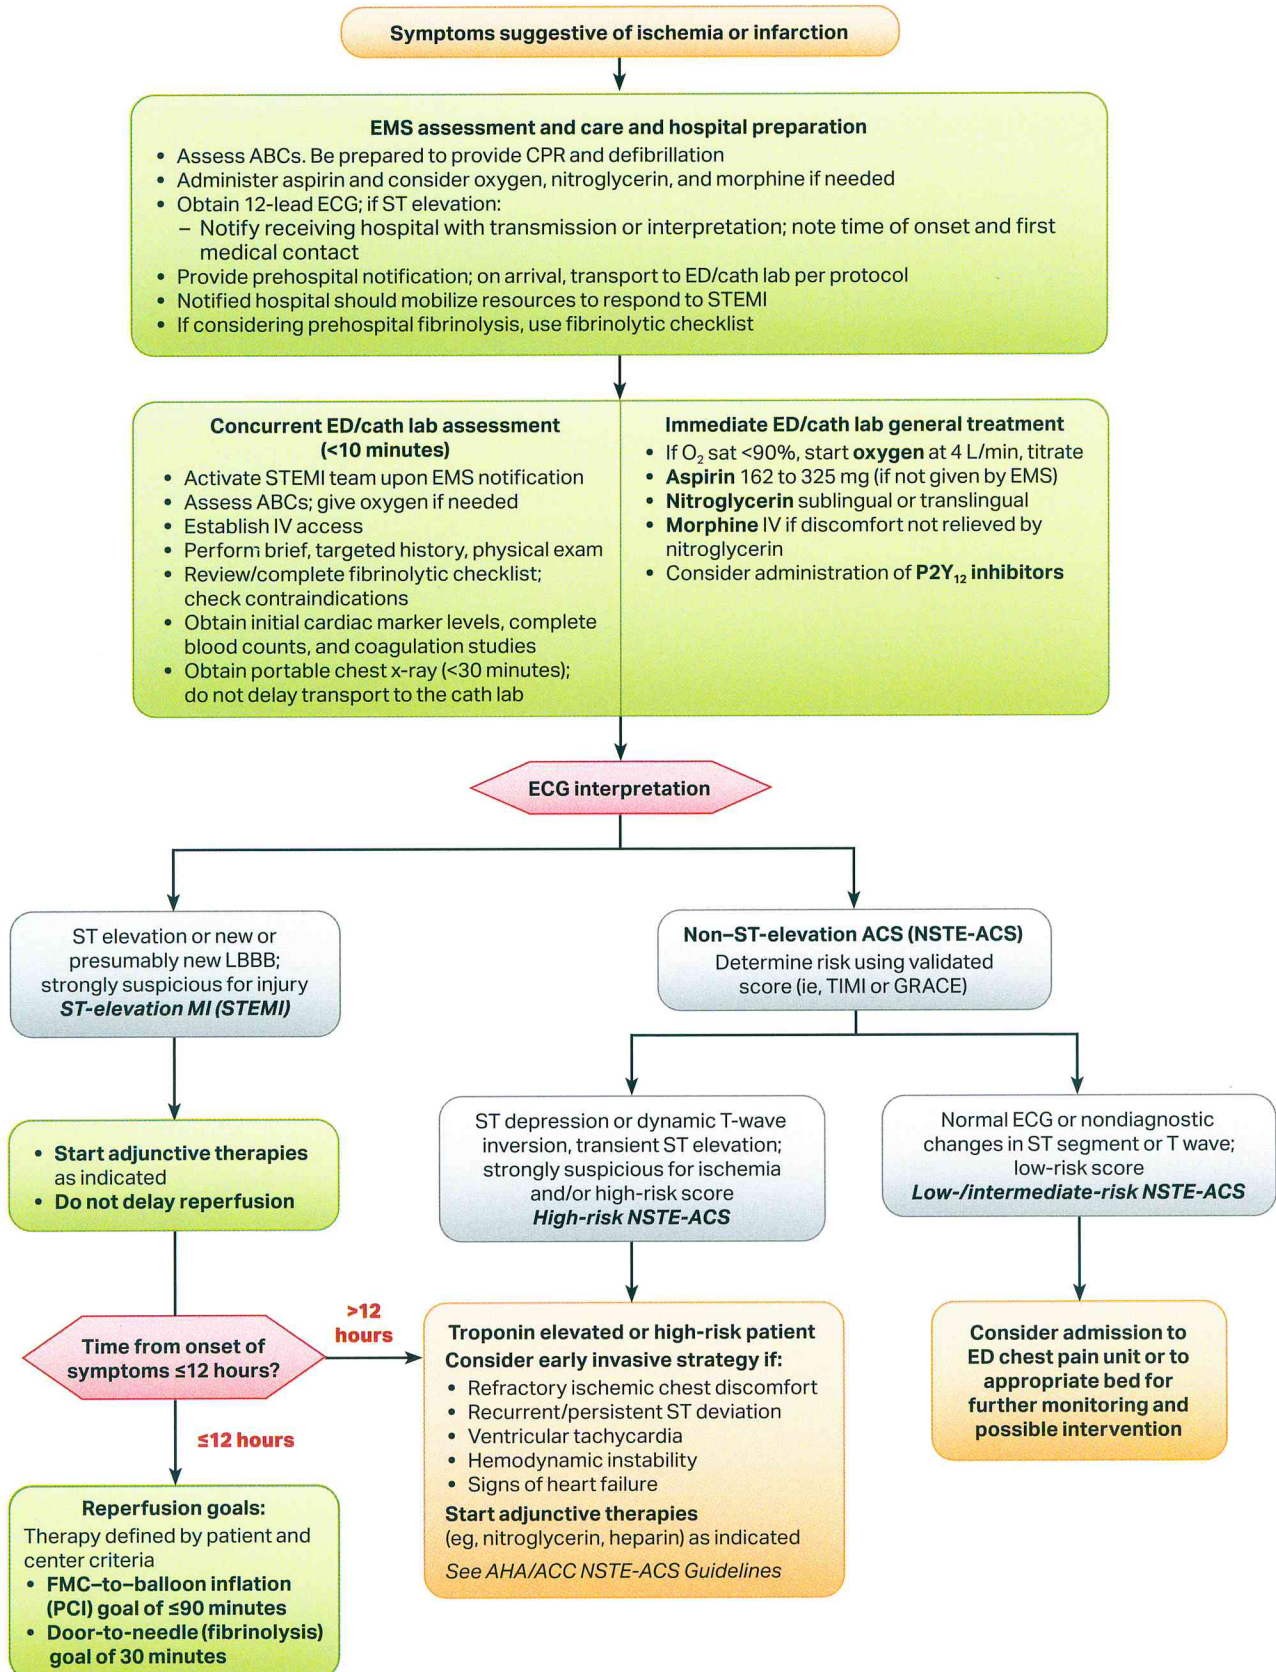 Symptoms suggestive of ischemia or infarction
EMS assessment and care and hospital preparation
• Assess ABCs. Be prepared to provide CPR and defibrillation
• Administer aspirin and consider oxygen, nitroglycerin, and morphine if needed
• Obtain 12-lead ECG; if ST elevation:
– Notify receiving hospital with transmission or interpretation; note time of onset and first
medical contact
• Provide prehospital notification; on arrival, transport to ED/cath lab per protocol
• Notified hospital should mobilize resources to respond to STEMI
• If considering prehospital fibrinolysis, use fibrinolytic checklist
Concurrent ED/cath lab assessment
(<10 minutes)
• Activate STEMI team upon EMS notification
• Assess ABCs; give oxygen if needed
• Establish IV access
• Perform brief, targeted history, physical exam
• Review/complete fibrinolytic checklist;
check contraindications
• Obtain initial cardiac marker levels, complete
blood counts, and coagulation studies
• Obtain portable chest x-ray (<30 minutes);
do not delay transport to the cath lab
Immediate ED/cath lab general treatment
• If O₂ sat <90%, start oxygen at 4 L/min, titrate
• Aspirin 162 to 325 mg (if not given by EMS)
• Nitroglycerin sublingual or translingual
• Morphine IV if discomfort not relieved by
nitroglycerin
• Consider administration of P2Y₁₂ inhibitors
ECG interpretation
ST elevation or new or
presumably new LBBB;
strongly suspicious for injury
ST-elevation MI (STEMI)
• Start adjunctive therapies
as indicated
• Do not delay reperfusion
Time from onset of
symptoms ≤12 hours?
>12
hours
≤12 hours
Reperfusion goals:
Therapy defined by patient and
center criteria
• FMC–to–balloon inflation
(PCI) goal of ≤90 minutes
• Door-to-needle (fibrinolysis)
goal of 30 minutes
Non–ST-elevation ACS (NSTE-ACS)
Determine risk using validated
score (ie, TIMI or GRACE)
ST depression or dynamic T-wave
inversion, transient ST elevation;
strongly suspicious for ischemia
and/or high-risk score
High-risk NSTE-ACS
Troponin elevated or high-risk patient
Consider early invasive strategy if:
• Refractory ischemic chest discomfort
• Recurrent/persistent ST deviation
• Ventricular tachycardia
• Hemodynamic instability
• Signs of heart failure
Start adjunctive therapies
(eg, nitroglycerin, heparin) as indicated
See AHA/ACC NSTE-ACS Guidelines
Normal ECG or nondiagnostic
changes in ST segment or T wave;
low-risk score
Low-/intermediate-risk NSTE-ACS
Consider admission to
ED chest pain unit or to
appropriate bed for
further monitoring and
possible intervention